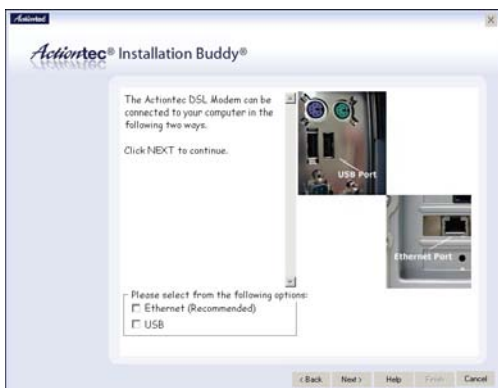 Actiontec
Actiontec® Installation Buddy®
The Actiontec DSL Modem can be
connected to your computer in the
following two ways.
Click NEXT to continue.
USB Port
Ethernet Port
Please select from the following options:
Ethernet (Recommended)
USB
< Back
Next >
Help
Finish
Cancel